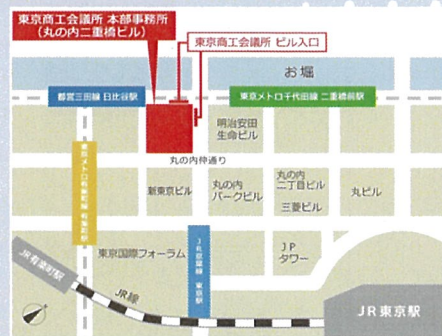 東京商工会議所 本部事務所
(丸の内二重橋ビル)
東京商工会議所 ビル入口
お堀
都営三田線 日比谷駅
東京メトロ千代田線 二重橋前駅
明治安田
生命ビル
丸の内仲通り
東京メトロ有楽町線 有楽町駅
新東京ビル
丸の内
パークビル
丸の内
二丁目ビル
三菱ビル
丸ビル
東京国際フォーラム
JR京葉線 東京駅
JP
タワー
JR有楽町駅
JR線
JR東京駅